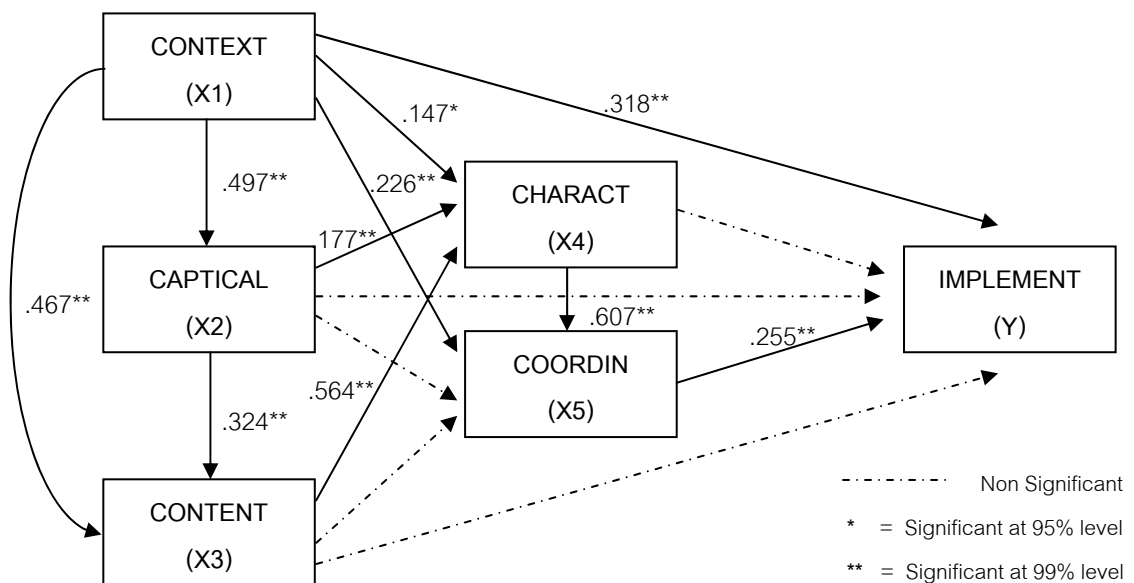 CONTEXT
(X1)
.318**
.147*
.497**
.226**
CHARACT
(X4)
177**
CAPTICAL
(X2)
IMPLEMENT
(Y)
.467**
.607**
.255**
COORDIN
(X5)
.564**
.324**
CONTENT
(X3)
Non Significant
* = Significant at 95% level
** = Significant at 99% level